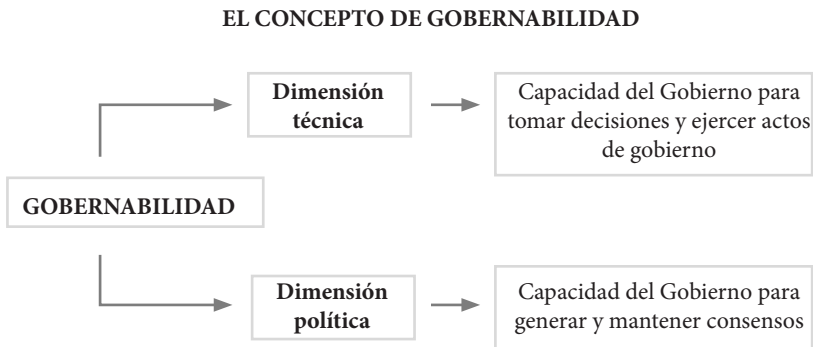 EL CONCEPTO DE GOBERNABILIDAD
Dimensión
técnica
Capacidad del Gobierno para
tomar decisiones y ejercer actos
de gobierno
GOBERNABILIDAD
Dimensión
política
Capacidad del Gobierno para
generar y mantener consensos